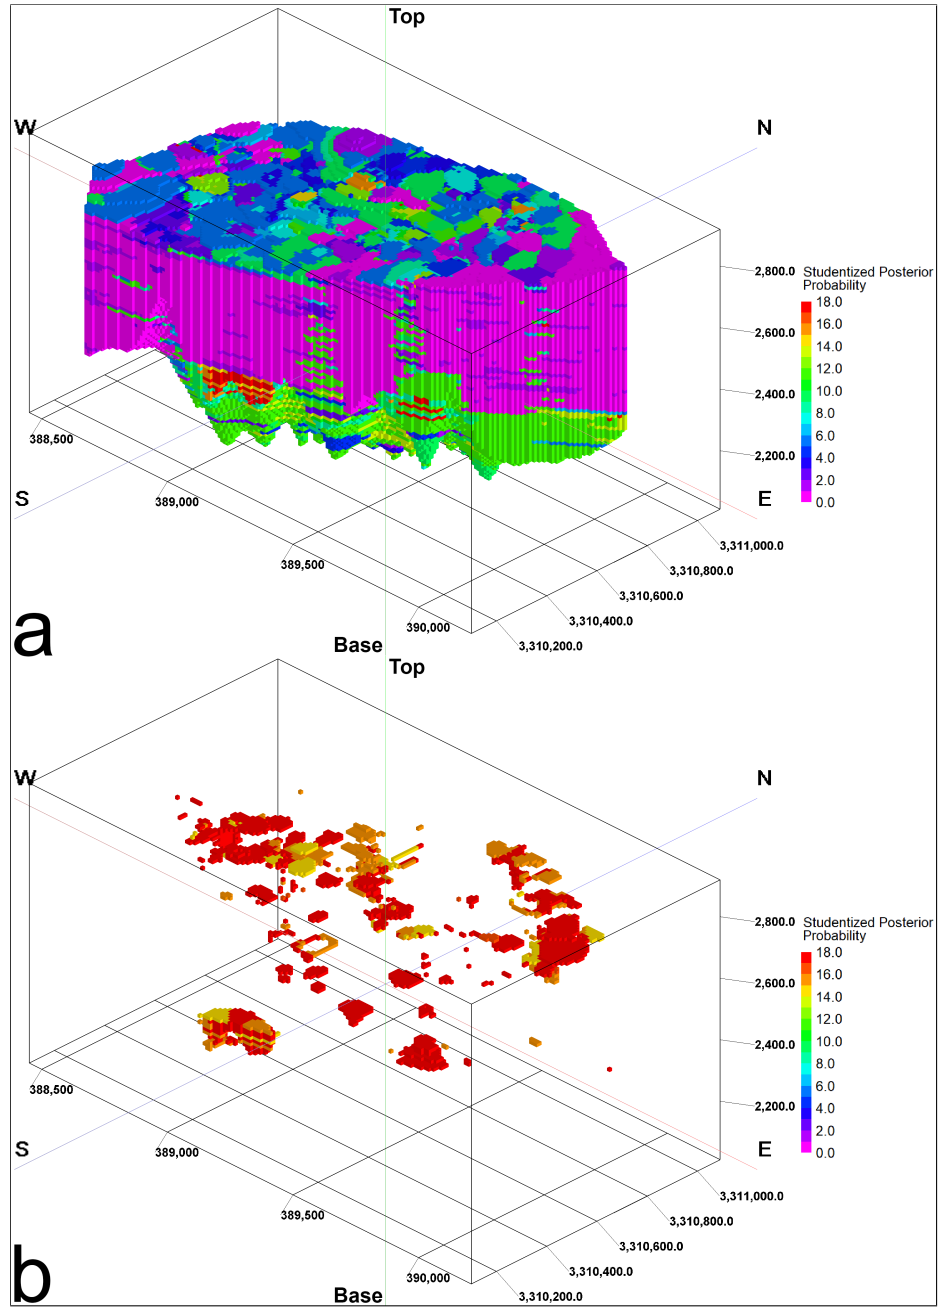 Top
W
N
2,800.0
Studentized Posterior
Probability
18.0
16.0
14.0
12.0
10.0
8.0
6.0
4.0
2.0
0.0
2,600.0
2,400.0
2,200.0
388,500
S
389,000
E
389,500
3,311,000.0
3,310,800.0
3,310,600.0
390,000
3,310,400.0
3,310,200.0
a
Base
Top
W
N
2,800.0
Studentized Posterior
Probability
18.0
16.0
14.0
12.0
10.0
8.0
6.0
4.0
2.0
0.0
2,600.0
2,400.0
2,200.0
388,500
S
389,000
E
389,500
3,311,000.0
3,310,800.0
3,310,600.0
390,000
3,310,400.0
3,310,200.0
b
Base